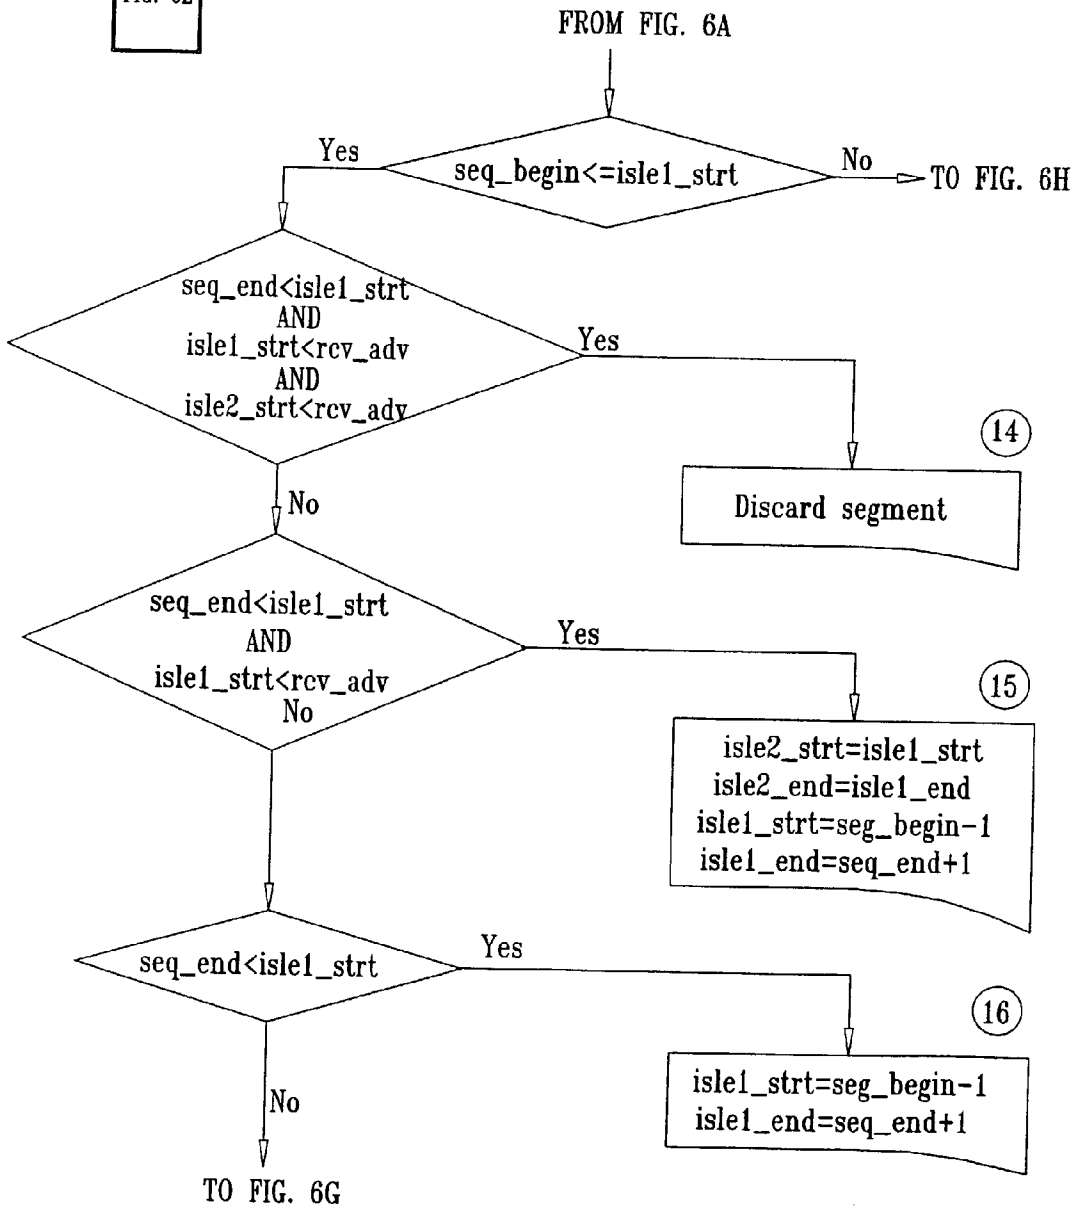 FROM FIG. 6A
seq_begin<=isle1_strt
Yes
No
TO FIG. 6H
seq_end<isle1_strt
AND
isle1_strt<rcv_adv
AND
isle2_strt<rcv_adv
Yes
14
Discard segment
No
seq_end<isle1_strt
AND
isle1_strt<rcv_adv
No
Yes
15
isle2_strt=isle1_strt
isle2_end=isle1_end
isle1_strt=seg_begin-1
isle1_end=seq_end+1
seq_end<isle1_strt
Yes
16
isle1_strt=seg_begin-1
isle1_end=seq_end+1
No
TO FIG. 6G